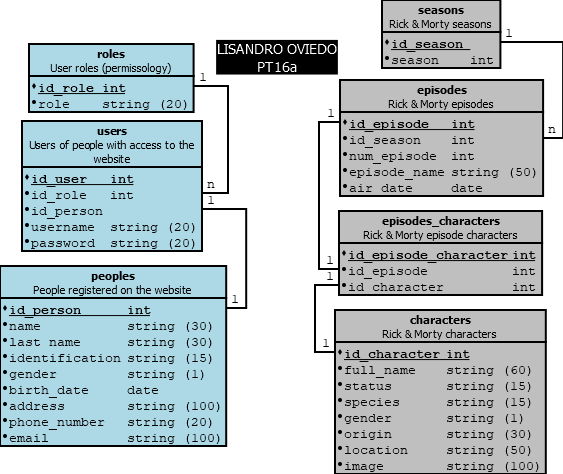 LISANDRO OVIEDO
PT16a
roles
User roles (permissology)
id_role int
role string (20)
1
n
users
Users of people with access to the
website
id_user int
id_role int
id_person
username string (20)
password string (20)
1
1
peoples
People registered on the website
id_person int
name string (30)
last_name string (30)
identification string (15)
gender string (1)
birth_date date
address string (100)
phone_number string (20)
email string (100)
seasons
Rick & Morty seasons
id_season
season int
1
n
episodes
Rick & Morty episodes
id_episode int
id_season int
num_episode int
episode_name string (50)
air_date date
1
1
episodes_characters
Rick & Morty episode characters
id_episode_character int
id_episode int
id_character int
1
1
characters
Rick & Morty characters
id_character int
full_name string (60)
status string (15)
species string (15)
gender string (1)
origin string (30)
location string (50)
image string (100)